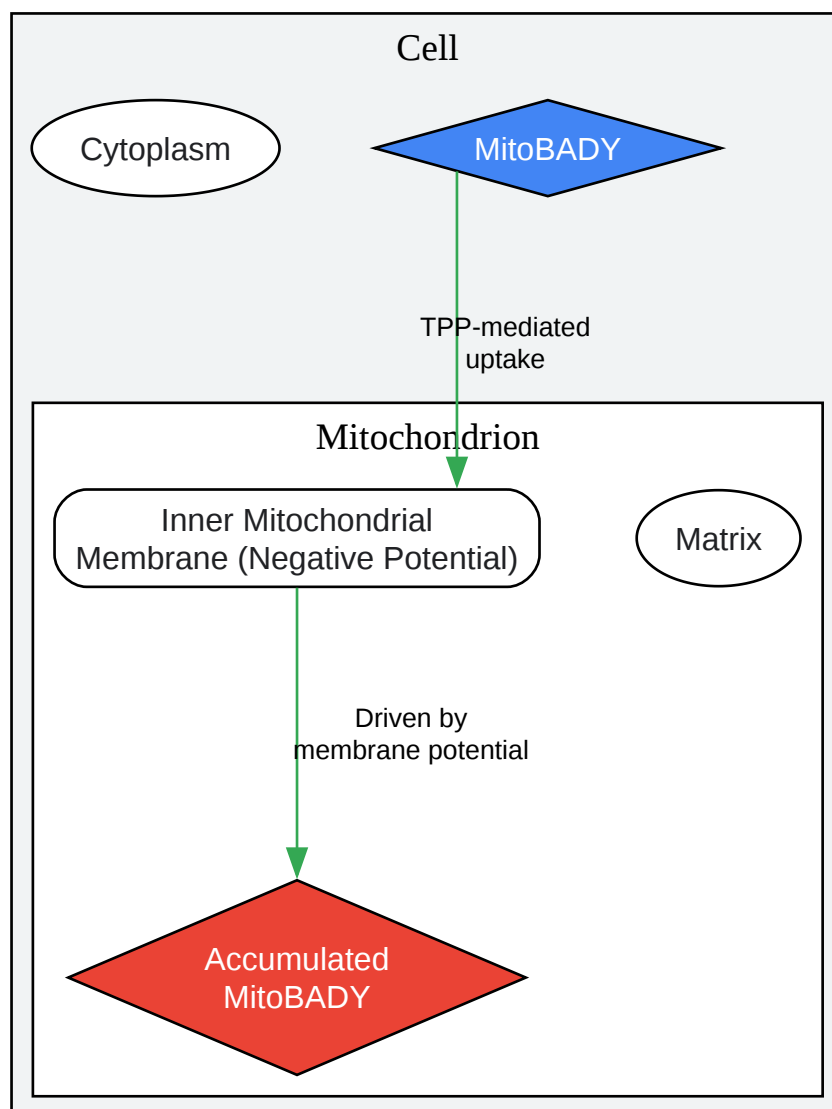 Cell
Cytoplasm
MitoBADY
TPP-mediated
uptake
Mitochondrion
Inner Mitochondrial
Membrane (Negative Potential)
Matrix
Driven by
membrane potential
Accumulated
MitoBADY